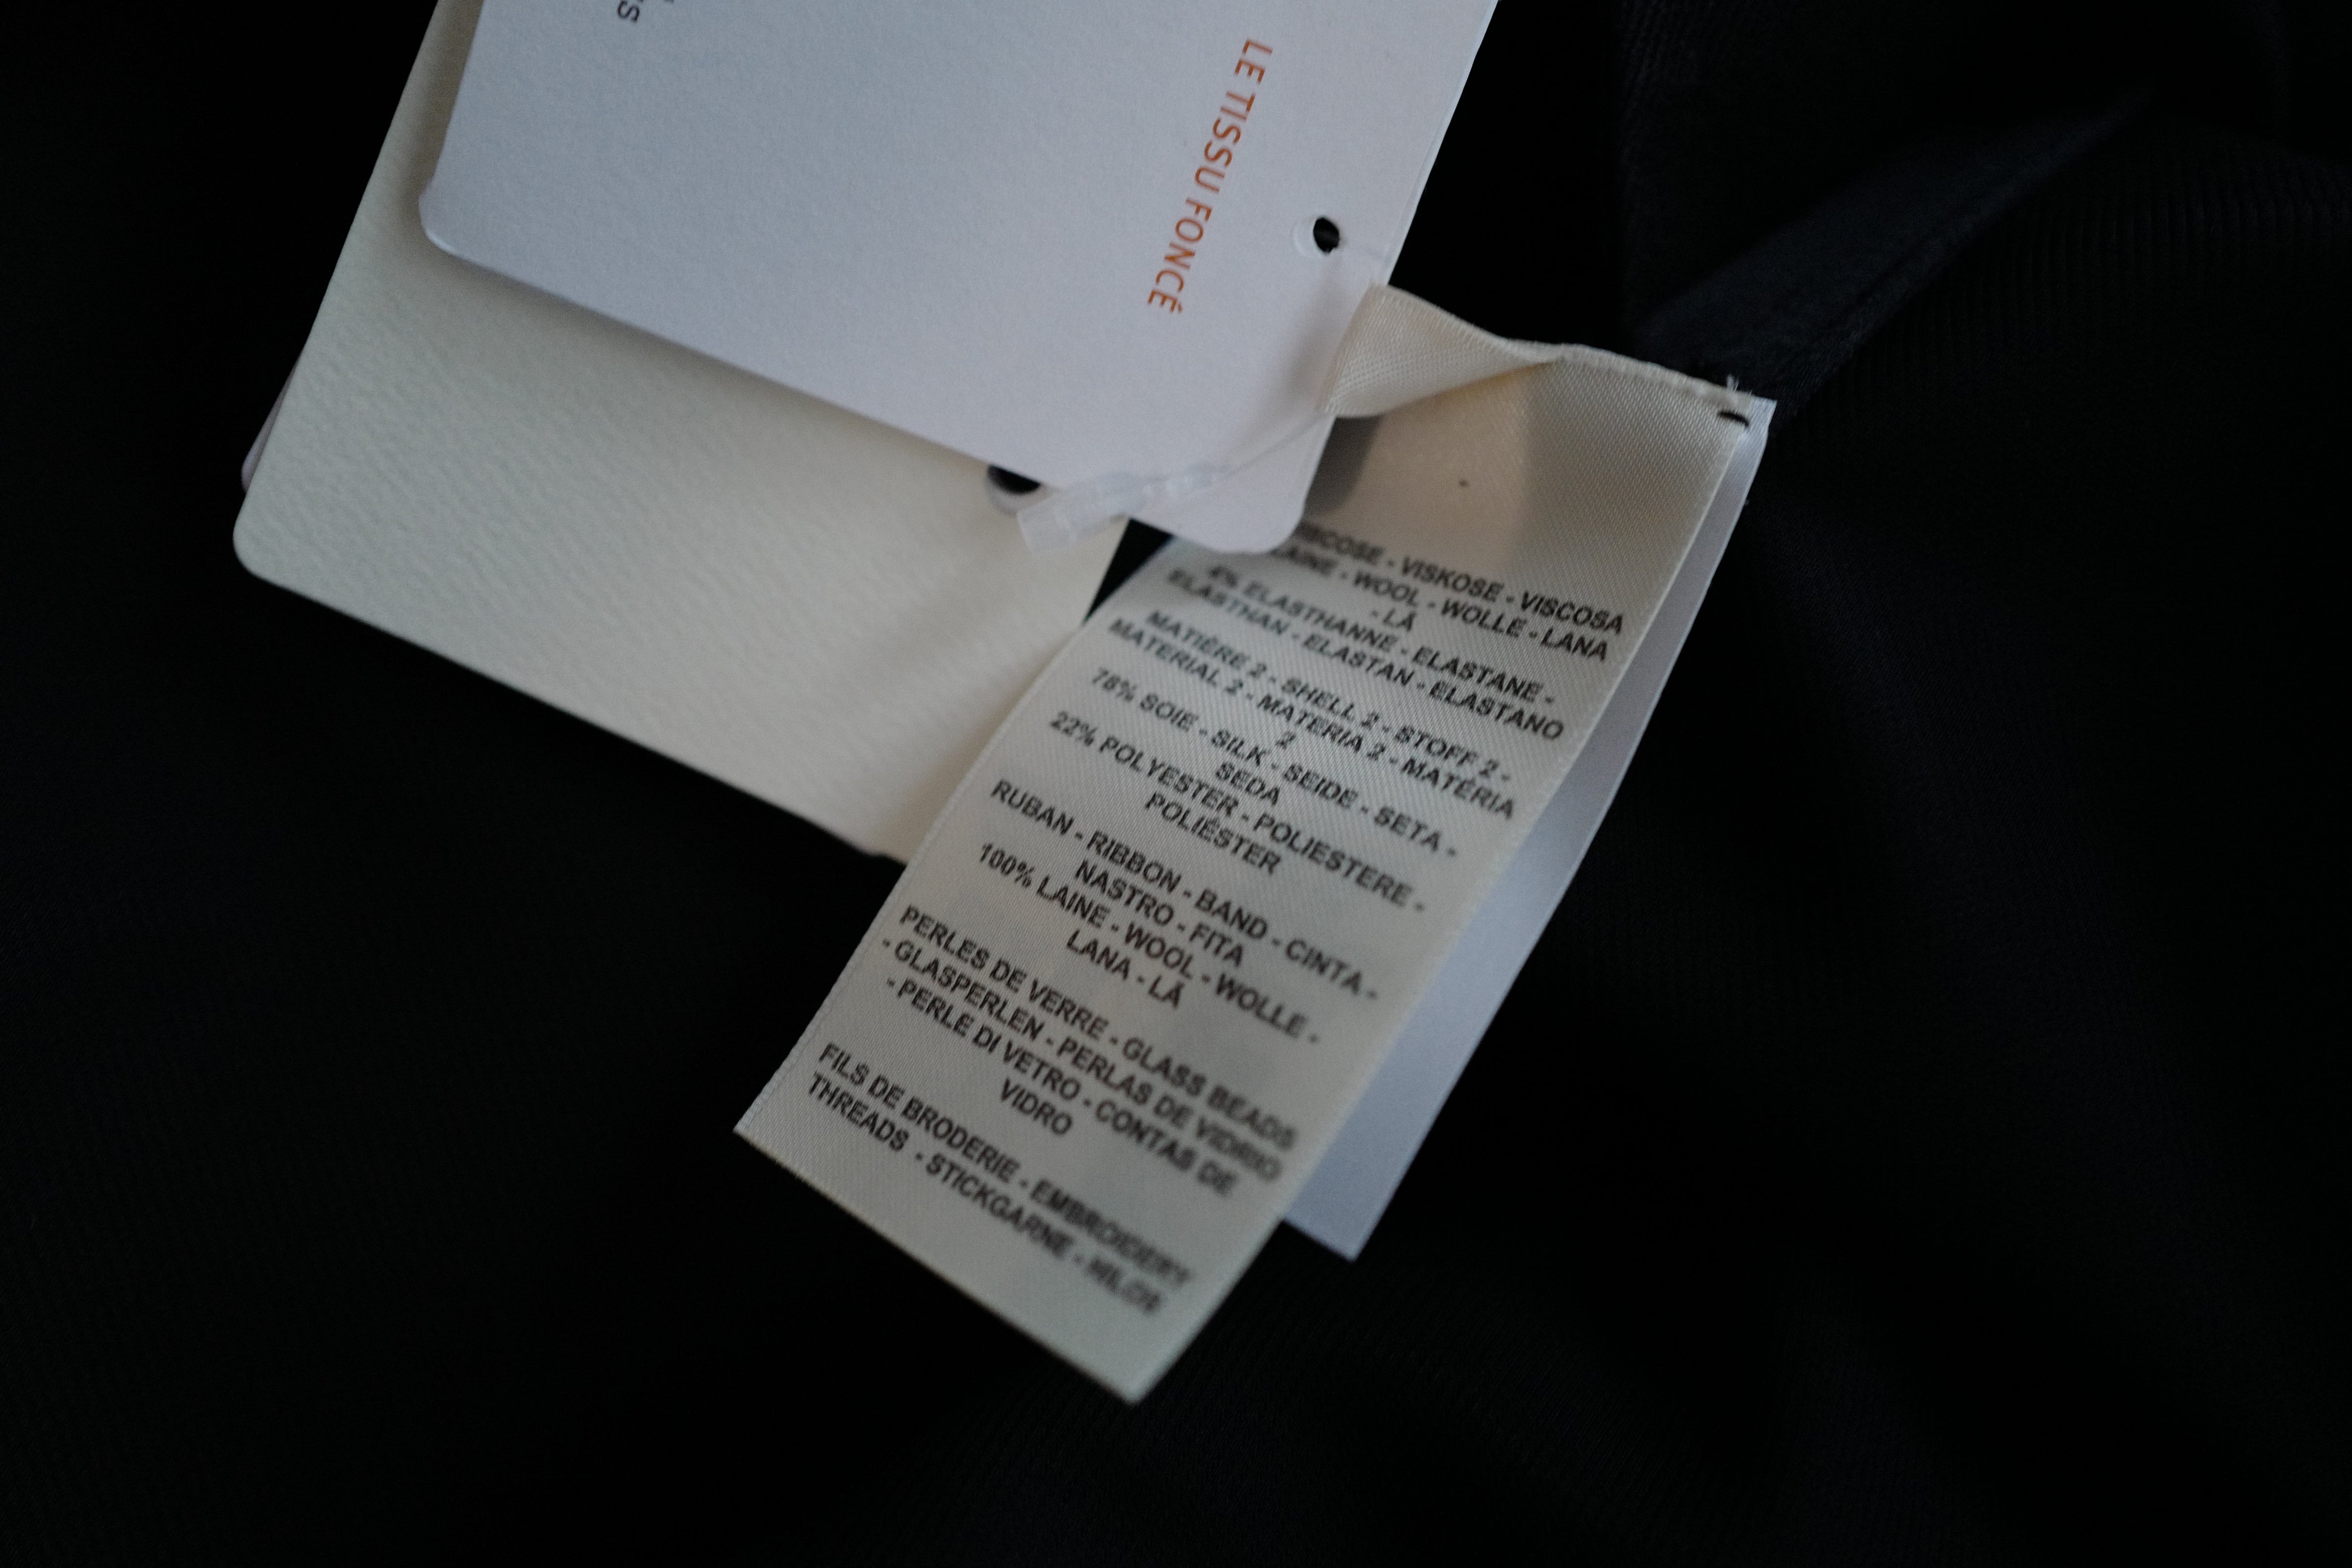 LE TISSU FONCÉ
VISCOSE - VISKOSE - VISCOSA
LAINE - WOOL - WOLLE - LANA
- LÃ
4% ELASTHANNE - ELASTANE -
ELASTHAN - ELASTAN - ELASTANO
MATIÈRE 2 - SHELL 2 - STOFF 2 -
MATERIAL 2 - MATERIA 2 - MATÉRIA
2
78% SOIE - SILK - SEIDE - SETA -
SEDA
22% POLYESTER - POLIESTERE -
POLIÉSTER
RUBAN - RIBBON - BAND - CINTA -
NASTRO - FITA
100% LAINE - WOOL - WOLLE -
LANA - LÃ
PERLES DE VERRE - GLASS BEADS
- GLASPERLEN - PERLAS DE VIDRIO
- PERLE DI VETRO - CONTAS DE
VIDRO
FILS DE BRODERIE - EMBROIDERY
THREADS - STICKGARNE - HILOS